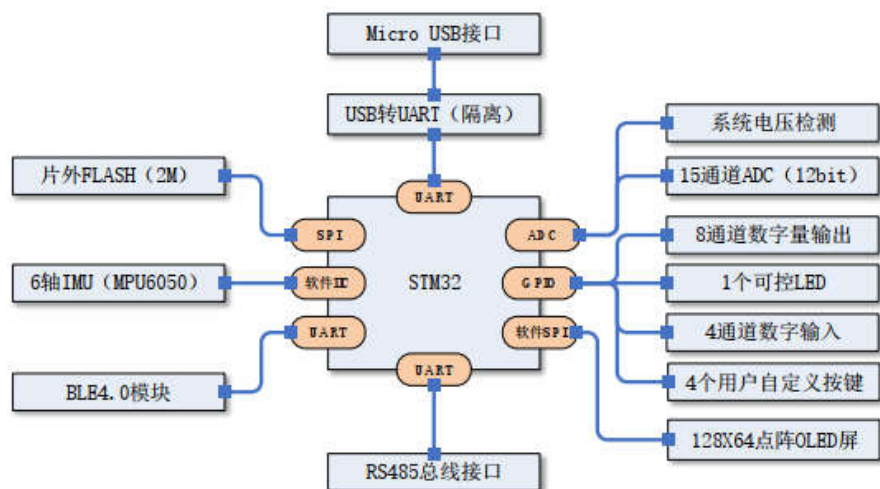 Micro USB接口
USB转UART（隔离）
系统电压检测
片外FLASH（2M）
15通道ADC（12bit）
UART
SPI
ADC
8通道数字量输出
6轴IMU（MPU6050）
软件IIC
STM32
GPIO
1个可控LED
UART
软件SPI
4通道数字输入
UART
4个用户自定义按键
BLE4.0模块
128X64点阵OLED屏
RS485总线接口